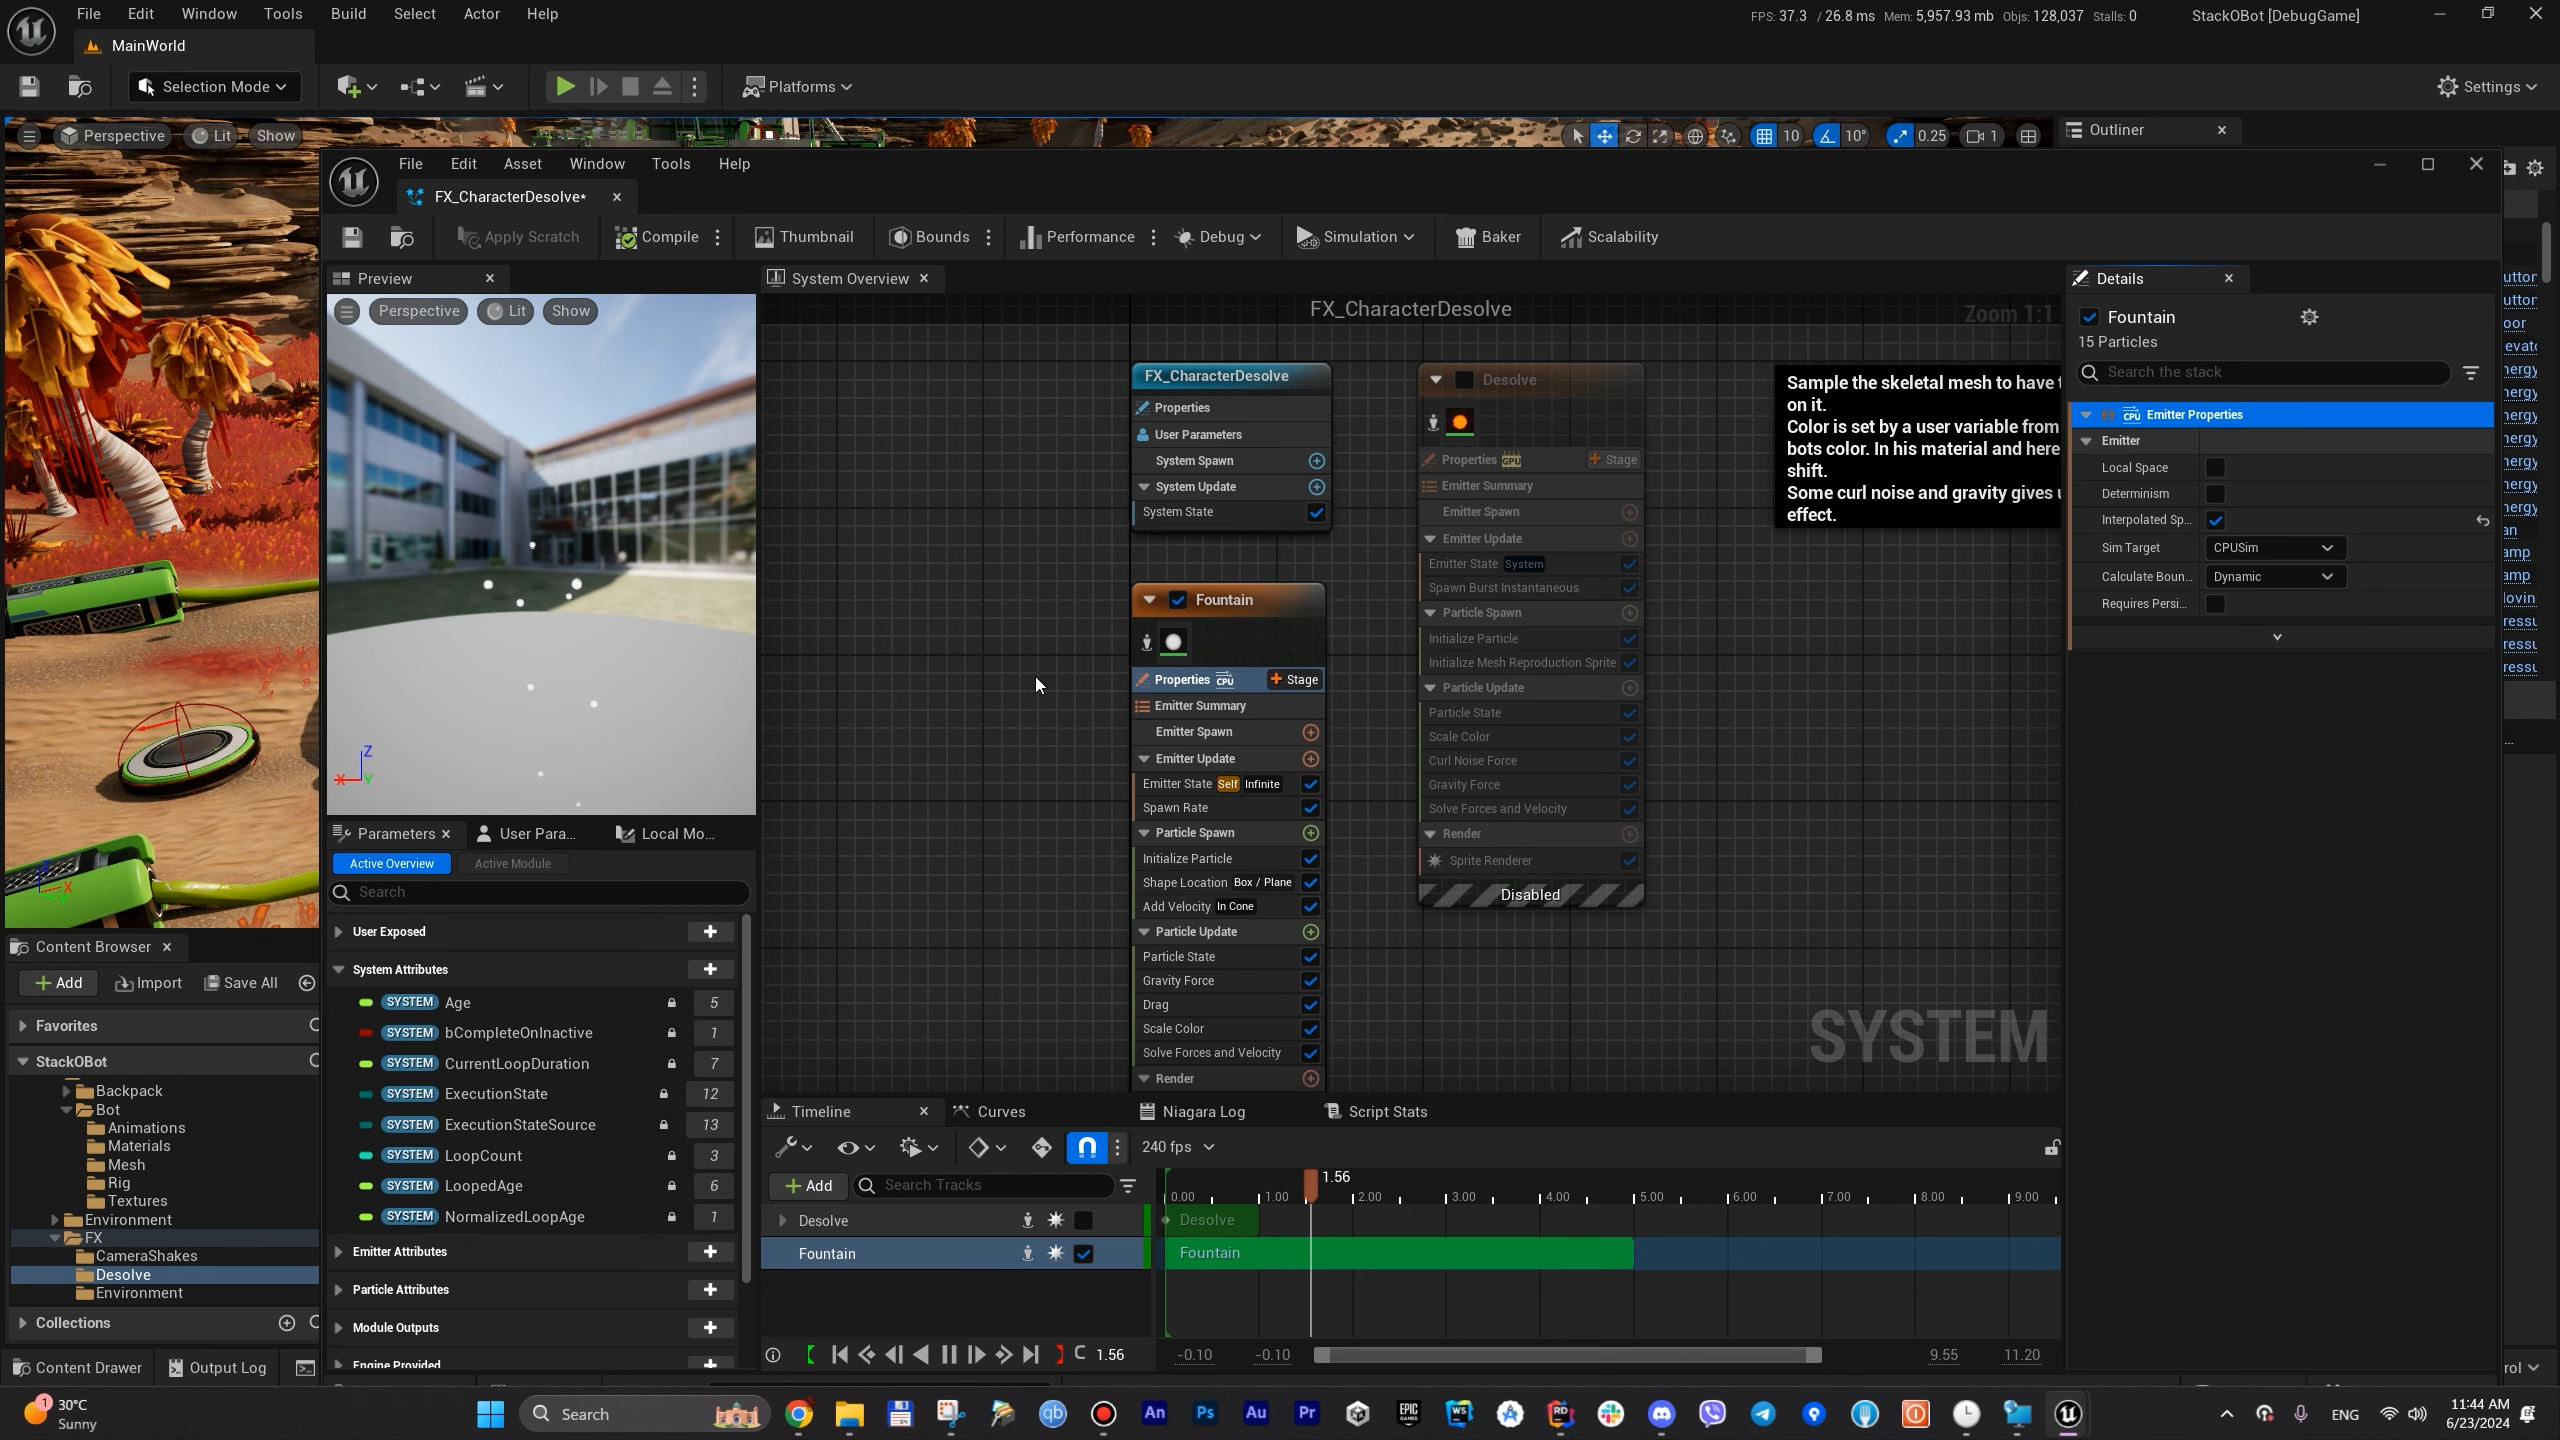 File Edit Window Tools Build Select Actor Help
FPS: 37.3 / 26.8 ms Mem: 5,957.93 mb Objs: 128,037 Stalls: 0
StackOBot [DebugGame]
MainWorld
Selection Mode
Platforms
Settings
Perspective Lit Show
10 10° 0.25 1
Outliner
File Edit Asset Window Tools Help
FX_CharacterDesolve*
Apply Scratch Compile Thumbnail Bounds Performance Debug Simulation Baker Scalability
Preview
Perspective Lit Show
Z
X Y
System Overview
FX_CharacterDesolve
Zoom 1:1
FX_CharacterDesolve
Properties
User Parameters
System Spawn
System Update
System State
Fountain
Properties CPU Stage
Emitter Summary
Emitter Spawn
Emitter Update
Emitter State Self Infinite
Spawn Rate
Particle Spawn
Initialize Particle
Shape Location Box / Plane
Add Velocity In Cone
Particle Update
Particle State
Gravity Force
Drag
Scale Color
Solve Forces and Velocity
Render
Desolve
Properties GPU Stage
Emitter Summary
Emitter Spawn
Emitter Update
Emitter State System
Spawn Burst Instantaneous
Particle Spawn
Initialize Particle
Initialize Mesh Reproduction Sprite
Particle Update
Particle State
Scale Color
Curl Noise Force
Gravity Force
Solve Forces and Velocity
Render
Sprite Renderer
Disabled
Sample the skeletal mesh to have t
on it.
Color is set by a user variable from
bots color. In his material and here
shift.
Some curl noise and gravity gives
effect.
SYSTEM
Details
Fountain
15 Particles
Search the stack
CPU Emitter Properties
Emitter
Local Space
Determinism
Interpolated Sp...
Sim Target CPUSim
Calculate Boun... Dynamic
Requires Persi...
Parameters User Para... Local Mo...
Active Overview Active Module
Search
User Exposed
System Attributes
SYSTEM Age 5
SYSTEM bCompleteOnInactive 1
SYSTEM CurrentLoopDuration 7
SYSTEM ExecutionState 12
SYSTEM ExecutionStateSource 13
SYSTEM LoopCount 3
SYSTEM LoopedAge 6
SYSTEM NormalizedLoopAge 1
Emitter Attributes
Particle Attributes
Module Outputs
Engine Provided
Content Browser
Add Import Save All
Favorites
StackOBot
Backpack
Bot
Animations
Materials
Mesh
Rig
Textures
Environment
FX
CameraShakes
Desolve
Environment
Collections
Content Drawer Output Log
Timeline Curves Niagara Log Script Stats
240 fps
Add Search Tracks
1.56
0.00 1.00 2.00 3.00 4.00 5.00 6.00 7.00 8.00 9.00
Desolve Desolve
Fountain Fountain
1.56
-0.10 -0.10 9.55 11.20
30°C
Sunny
Search
ENG
11:44 AM
6/23/2024